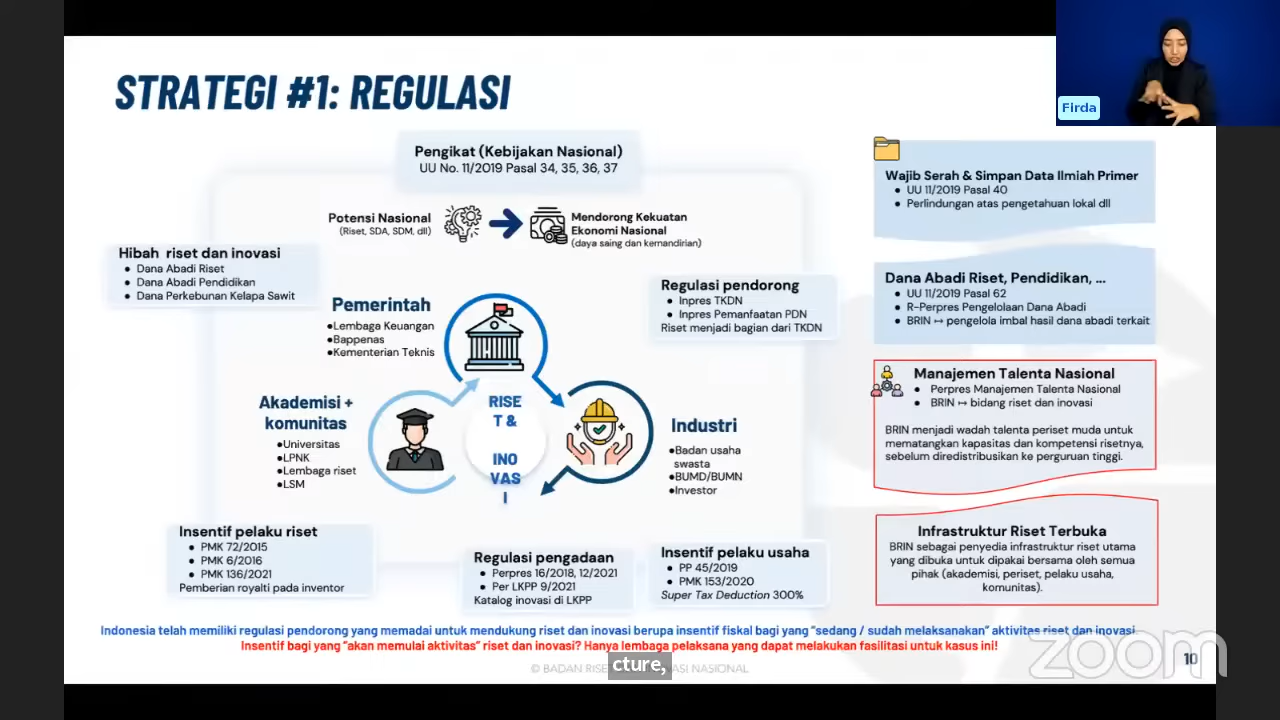 STRATEGI #1: REGULASI
Firda
Pengikat (Kebijakan Nasional)
UU No. 11/2019 Pasal 34, 35, 36, 37
Potensi Nasional
(Riset, SDA, SDM, dll)
Mendorong Kekuatan
Ekonomi Nasional
(daya saing dan kemandirian)
Hibah riset dan inovasi
● Dana Abadi Riset
● Dana Abadi Pendidikan
● Dana Perkebunan Kelapa Sawit
Pemerintah
●Lembaga Keuangan
●Bappenas
●Kementerian Teknis
Regulasi pendorong
● Inpres TKDN
● Inpres Pemanfaatan PDN
Riset menjadi bagian dari TKDN
Akademisi +
komunitas
●Universitas
●LPNK
●Lembaga riset
●LSM
RISE
T &
INO
VAS
I
Industri
●Badan usaha
swasta
●BUMD/BUMN
●Investor
Insentif pelaku riset
● PMK 72/2015
● PMK 6/2016
● PMK 136/2021
Pemberian royalti pada inventor
Regulasi pengadaan
● Perpres 16/2018, 12/2021
● Per LKPP 9/2021
Katalog inovasi di LKPP
Insentif pelaku usaha
● PP 45/2019
● PMK 153/2020
Super Tax Deduction 300%
Wajib Serah & Simpan Data Ilmiah Primer
● UU 11/2019 Pasal 40
● Perlindungan atas pengetahuan lokal dll
Dana Abadi Riset, Pendidikan, ...
● UU 11/2019 Pasal 62
● R-Perpres Pengelolaan Dana Abadi
● BRIN ↦ pengelola imbal hasil dana abadi terkait
Manajemen Talenta Nasional
● Perpres Manajemen Talenta Nasional
● BRIN ↦ bidang riset dan inovasi
BRIN menjadi wadah talenta periset muda untuk
mematangkan kapasitas dan kompetensi risetnya,
sebelum diredistribusikan ke perguruan tinggi.
Infrastruktur Riset Terbuka
BRIN sebagai penyedia infrastruktur riset utama
yang dibuka untuk dipakai bersama oleh semua
pihak (akademisi, periset, pelaku usaha,
komunitas).
Indonesia telah memiliki regulasi pendorong yang memadai untuk mendukung riset dan inovasi berupa insentif fiskal bagi yang "sedang / sudah melaksanakan" aktivitas riset dan inovasi.
Insentif bagi yang "akan memulai aktivitas" riset dan inovasi? Hanya lembaga pelaksana yang dapat melakukan fasilitasi untuk kasus ini!
cture,
© BADAN RISE NASIONAL
zoom
10